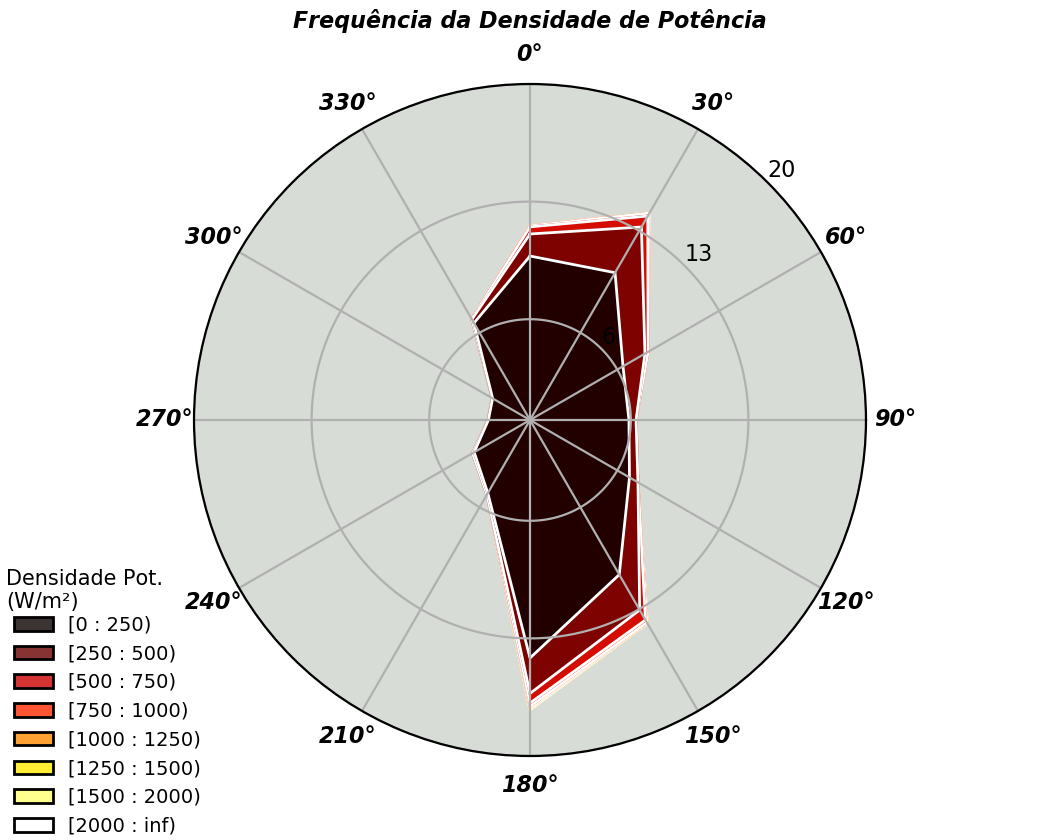 Frequência da Densidade de Potência
0°
330°
30°
20
300°
60°
13
6
270°
90°
240°
120°
210°
150°
180°
Densidade Pot.
(W/m²)
[0 : 250)
[250 : 500)
[500 : 750)
[750 : 1000)
[1000 : 1250)
[1250 : 1500)
[1500 : 2000)
[2000 : inf)